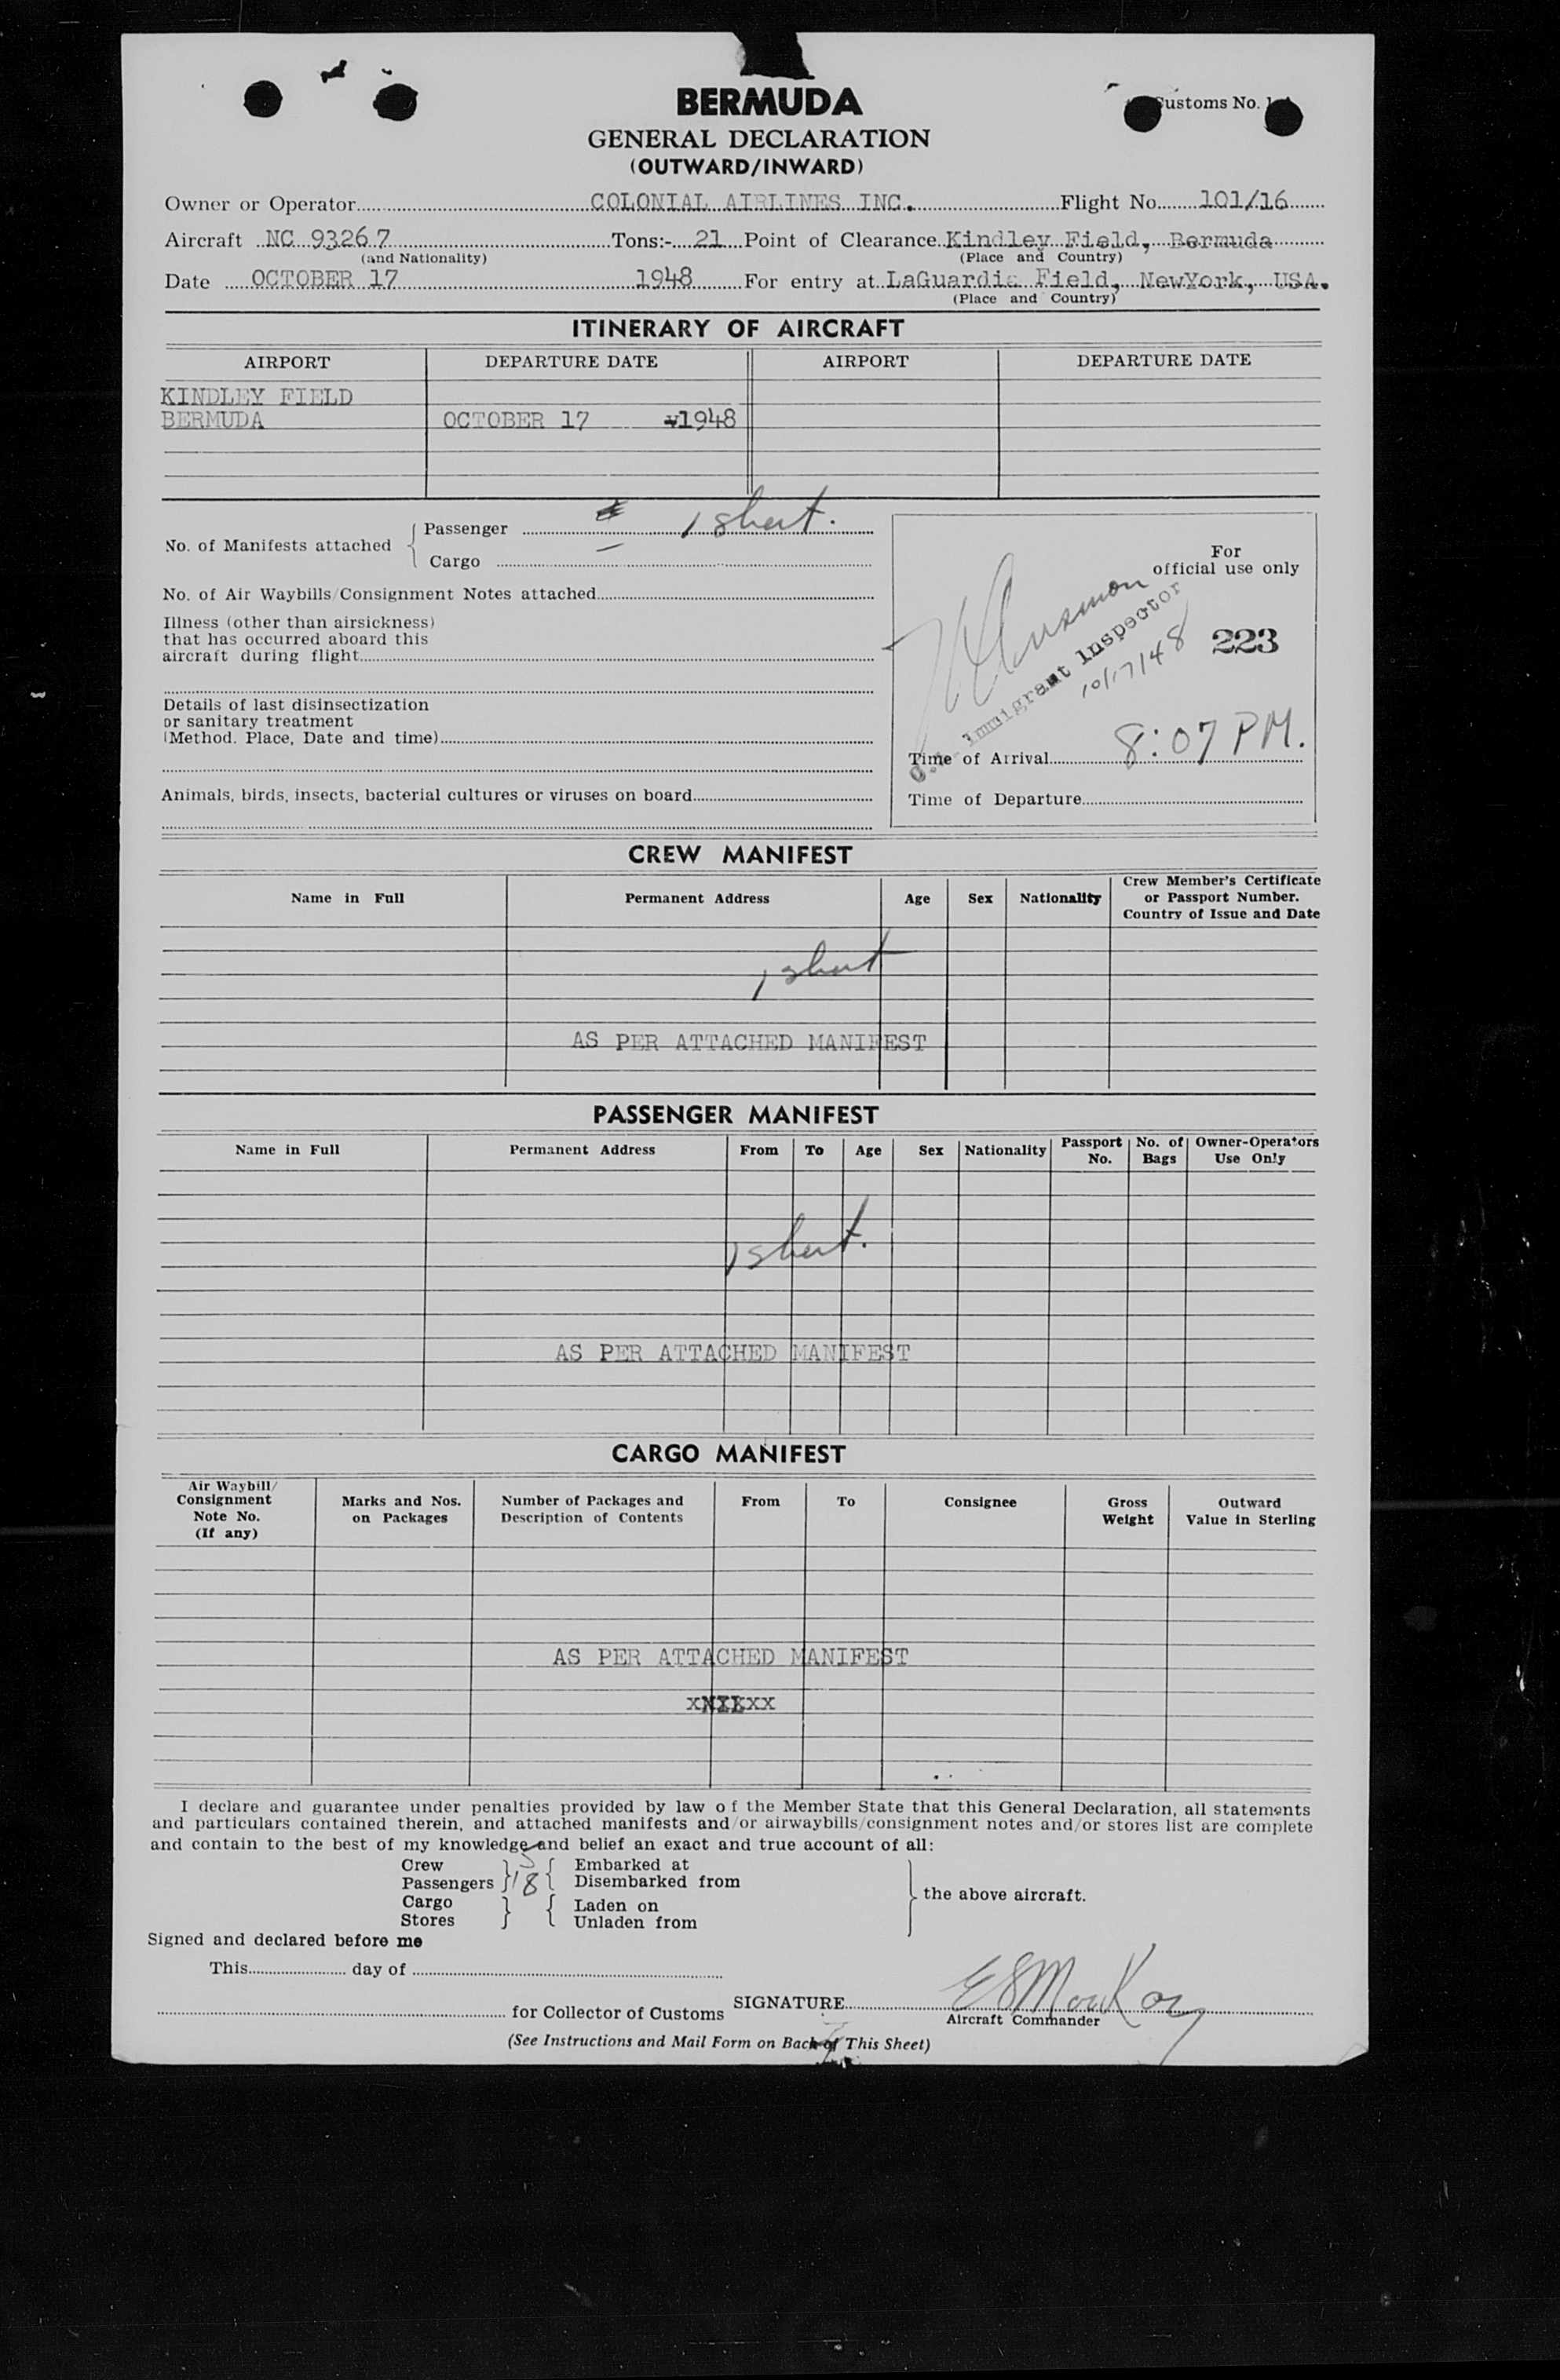 BERMUDA
Customs No.
GENERAL DECLARATION
(OUTWARD/INWARD)
Owner or Operator COLONIAL AIRLINES INC. Flight No. 101/16
Aircraft NC 93267 Tons:- 21 Point of Clearance Kindley Field, Bermuda
(and Nationality) (Place and Country)
Date OCTOBER 17 1948 For entry at LaGuardia Field, NewYork, USA.
(Place and Country)
ITINERARY OF AIRCRAFT
AIRPORT DEPARTURE DATE AIRPORT DEPARTURE DATE
KINDLEY FIELD
BERMUDA OCTOBER 17 1948
No. of Manifests attached
Passenger 1 sheet.
Cargo —
No. of Air Waybills/Consignment Notes attached
Illness (other than airsickness)
that has occurred aboard this
aircraft during flight
Details of last disinsectization
or sanitary treatment
(Method. Place, Date and time)
Animals, birds, insects, bacterial cultures or viruses on board
For
official use only
Immigrant Inspector
10/17/48
223
Time of Arrival 8:07 PM.
Time of Departure
CREW MANIFEST
Name in Full Permanent Address Age Sex Nationality Crew Member's Certificate
or Passport Number.
Country of Issue and Date
1 sheet
AS PER ATTACHED MANIFEST
PASSENGER MANIFEST
Name in Full Permanent Address From To Age Sex Nationality Passport No. No. of Bags Owner-Operators Use Only
1 sheet.
AS PER ATTACHED MANIFEST
CARGO MANIFEST
Air Waybill/
Consignment
Note No.
(If any)
Marks and Nos.
on Packages
Number of Packages and
Description of Contents
From To Consignee
Gross
Weight
Outward
Value in Sterling
AS PER ATTACHED MANIFEST
xNILxx
I declare and guarantee under penalties provided by law of the Member State that this General Declaration, all statements
and particulars contained therein, and attached manifests and/or airwaybills/consignment notes and/or stores list are complete
and contain to the best of my knowledge and belief an exact and true account of all:
Crew 5 Embarked at
Passengers 18 Disembarked from
the above aircraft.
Cargo Laden on
Stores Unladen from
Signed and declared before me
This day of
for Collector of Customs SIGNATURE
Aircraft Commander
(See Instructions and Mail Form on Back of This Sheet)